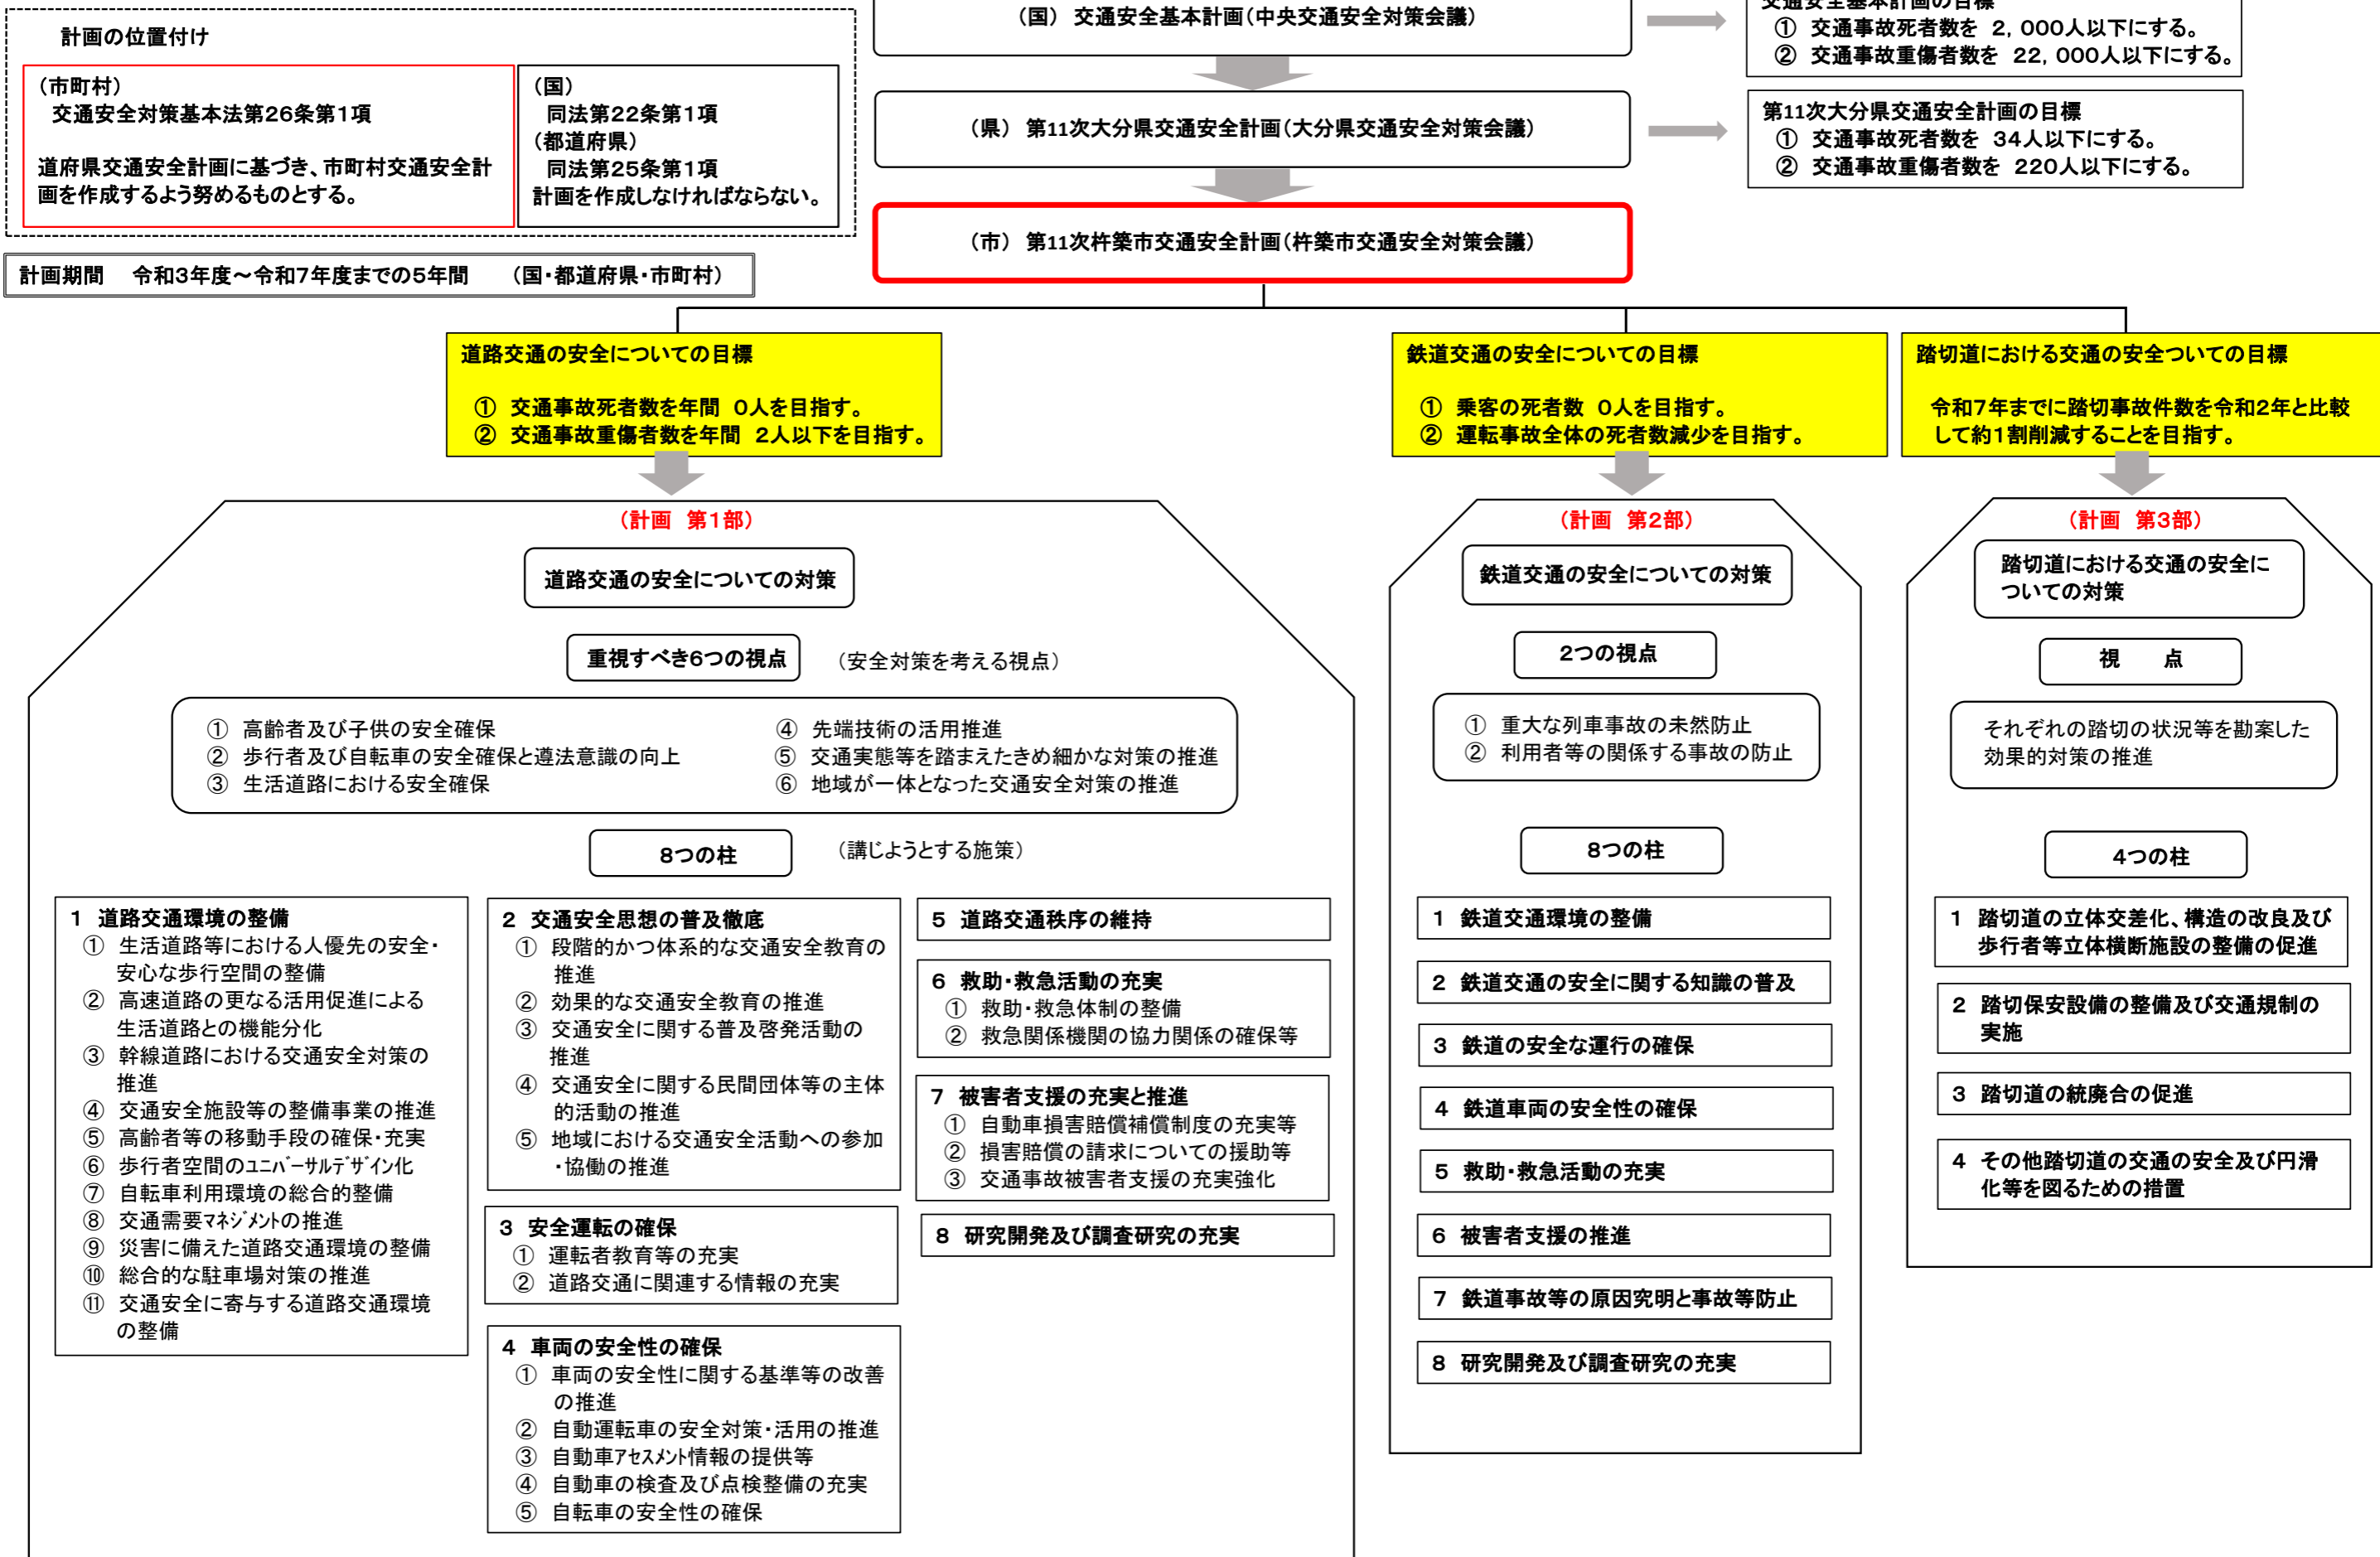 計画の位置付け
（市町村）
交通安全対策基本法第26条第1項
道府県交通安全計画に基づき、市町村交通安全計
画を作成するよう努めるものとする。
（国）
同法第22条第1項
（都道府県）
同法第25条第1項
計画を作成しなければならない。
計画期間　令和3年度～令和7年度までの5年間　（国・都道府県・市町村）
（国） 交通安全基本計画（中央交通安全対策会議）
交通安全基本計画の目標
① 交通事故死者数を 2，000人以下にする。
② 交通事故重傷者数を 22，000人以下にする。
（県） 第11次大分県交通安全計画（大分県交通安全対策会議）
第11次大分県交通安全計画の目標
① 交通事故死者数を 34人以下にする。
② 交通事故重傷者数を 220人以下にする。
（市） 第11次杵築市交通安全計画（杵築市交通安全対策会議）
道路交通の安全についての目標
① 交通事故死者数を年間 0人を目指す。
② 交通事故重傷者数を年間 2人以下を目指す。
鉄道交通の安全についての目標
① 乗客の死者数 0人を目指す。
② 運転事故全体の死者数減少を目指す。
踏切道における交通の安全ついての目標
令和7年までに踏切事故件数を令和2年と比較
して約1割削減することを目指す。
（計画　第1部）
道路交通の安全についての対策
重視すべき6つの視点　（安全対策を考える視点）
① 高齢者及び子供の安全確保
② 歩行者及び自転車の安全確保と遵法意識の向上
③ 生活道路における安全確保
④ 先端技術の活用推進
⑤ 交通実態等を踏まえたきめ細かな対策の推進
⑥ 地域が一体となった交通安全対策の推進
8つの柱　（講じようとする施策）
1 道路交通環境の整備
① 生活道路等における人優先の安全・
安心な歩行空間の整備
② 高速道路の更なる活用促進による
生活道路との機能分化
③ 幹線道路における交通安全対策の
推進
④ 交通安全施設等の整備事業の推進
⑤ 高齢者等の移動手段の確保・充実
⑥ 歩行者空間のﾕﾆﾊﾞｰｻﾙﾃﾞｻﾞｲﾝ化
⑦ 自転車利用環境の総合的整備
⑧ 交通需要ﾏﾈｼﾞﾒﾝﾄの推進
⑨ 災害に備えた道路交通環境の整備
⑩ 総合的な駐車場対策の推進
⑪ 交通安全に寄与する道路交通環境
の整備
2 交通安全思想の普及徹底
① 段階的かつ体系的な交通安全教育の
推進
② 効果的な交通安全教育の推進
③ 交通安全に関する普及啓発活動の
推進
④ 交通安全に関する民間団体等の主体
的活動の推進
⑤ 地域における交通安全活動への参加
・協働の推進
3 安全運転の確保
① 運転者教育等の充実
② 道路交通に関連する情報の充実
4 車両の安全性の確保
① 車両の安全性に関する基準等の改善
の推進
② 自動運転車の安全対策・活用の推進
③ 自動車ｱｾｽﾒﾝﾄ情報の提供等
④ 自動車の検査及び点検整備の充実
⑤ 自転車の安全性の確保
5 道路交通秩序の維持
6 救助・救急活動の充実
① 救助・救急体制の整備
② 救急関係機関の協力関係の確保等
7 被害者支援の充実と推進
① 自動車損害賠償補償制度の充実等
② 損害賠償の請求についての援助等
③ 交通事故被害者支援の充実強化
8 研究開発及び調査研究の充実
（計画　第2部）
鉄道交通の安全についての対策
2つの視点
① 重大な列車事故の未然防止
② 利用者等の関係する事故の防止
8つの柱
1 鉄道交通環境の整備
2 鉄道交通の安全に関する知識の普及
3 鉄道の安全な運行の確保
4 鉄道車両の安全性の確保
5 救助・救急活動の充実
6 被害者支援の推進
7 鉄道事故等の原因究明と事故等防止
8 研究開発及び調査研究の充実
（計画　第3部）
踏切道における交通の安全に
ついての対策
視　点
それぞれの踏切の状況等を勘案した
効果的対策の推進
4つの柱
1 踏切道の立体交差化、構造の改良及び
歩行者等立体横断施設の整備の促進
2 踏切保安設備の整備及び交通規制の
実施
3 踏切道の統廃合の促進
4 その他踏切道の交通の安全及び円滑
化等を図るための措置